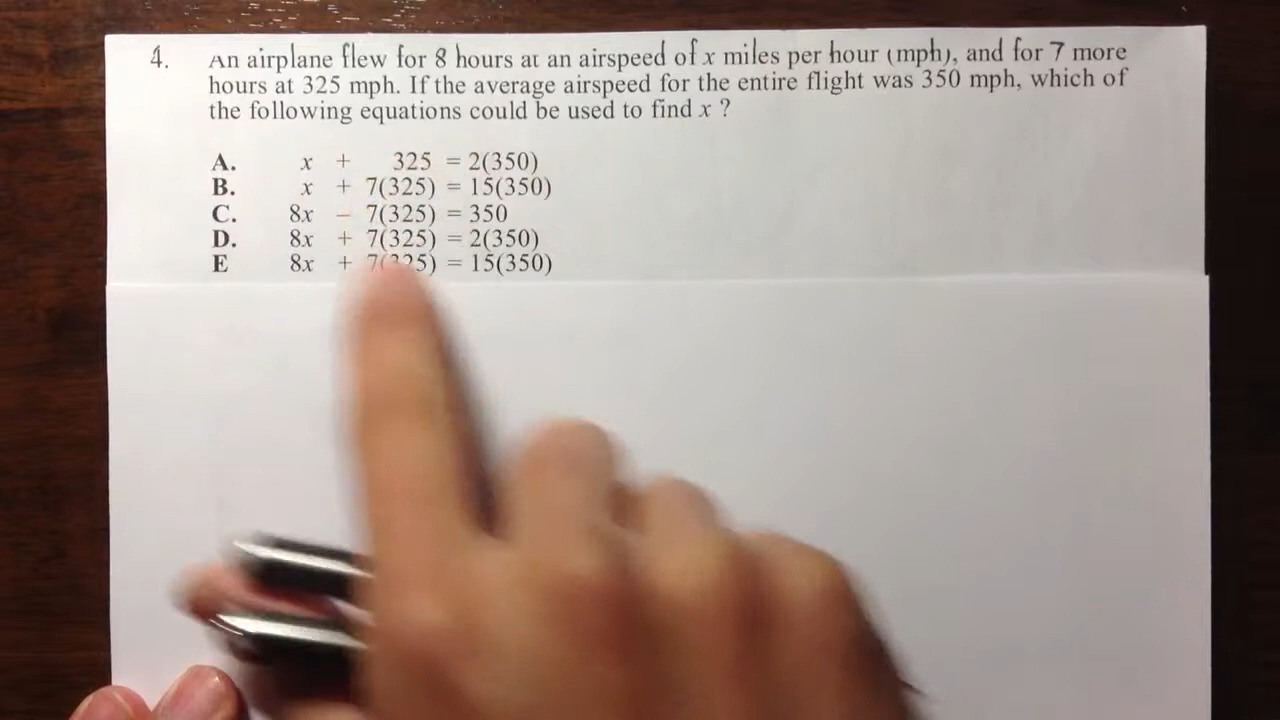 4. An airplane flew for 8 hours at an airspeed of x miles per hour (mph), and for 7 more
hours at 325 mph. If the average airspeed for the entire flight was 350 mph, which of
the following equations could be used to find x ?
A. x + 325 = 2(350)
B. x + 7(325) = 15(350)
C. 8x – 7(325) = 350
D. 8x + 7(325) = 2(350)
E 8x + 7(325) = 15(350)